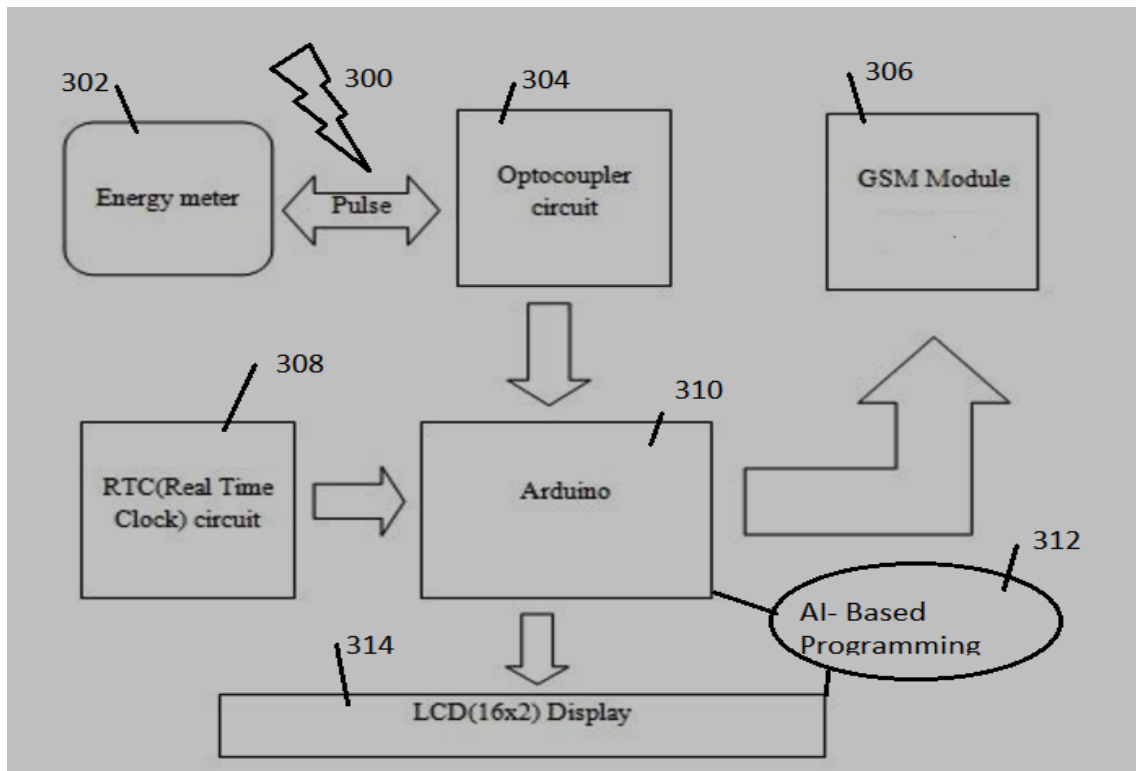 302
300
304
306
Energy meter
Pulse
Optocoupler
circuit
GSM Module
308
310
RTC(Real Time
Clock) circuit
Arduino
312
AI- Based
Programming
314
LCD(16x2) Display